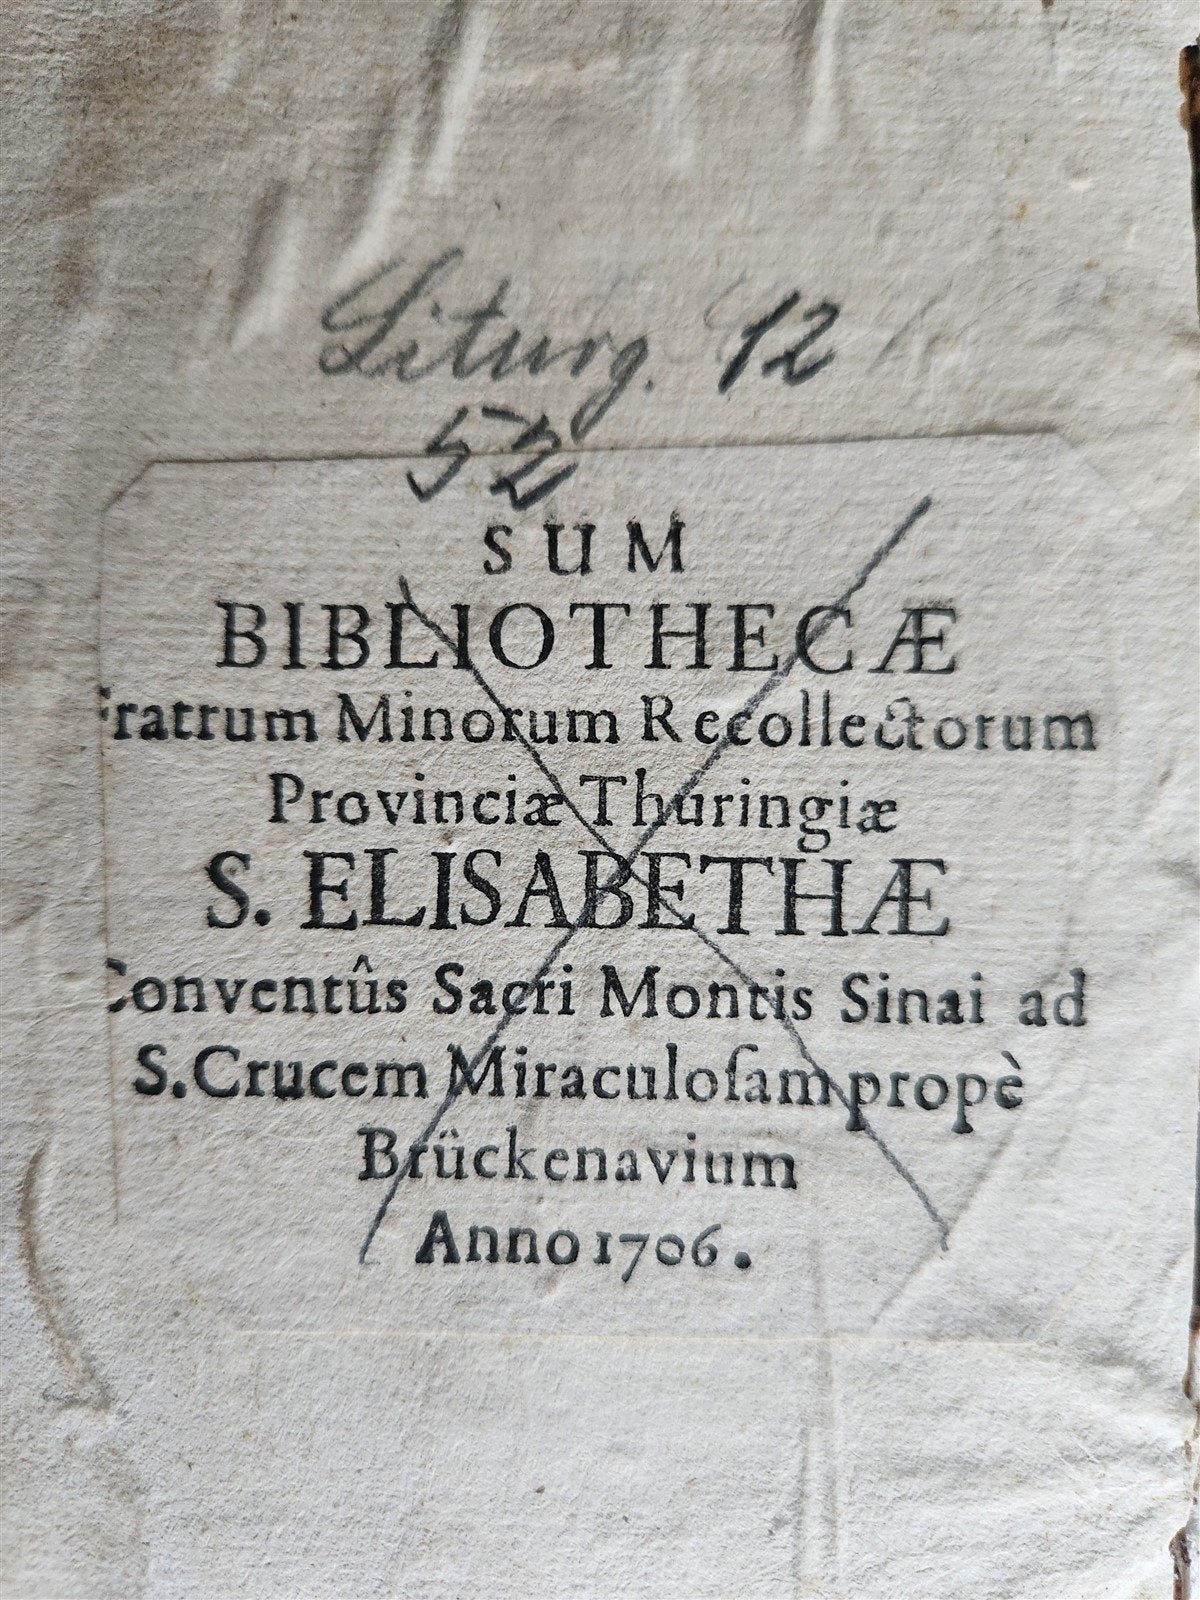 Liturg. 12
52
SUM
BIBLIOTHECÆ
Fratrum Minorum Recollectorum
Provinciæ Thuringiæ
S. ELISABETHÆ
Conventûs Sacri Montis Sinai ad
S. Crucem Miraculoſam propè
Brückenavium
Anno 1706.